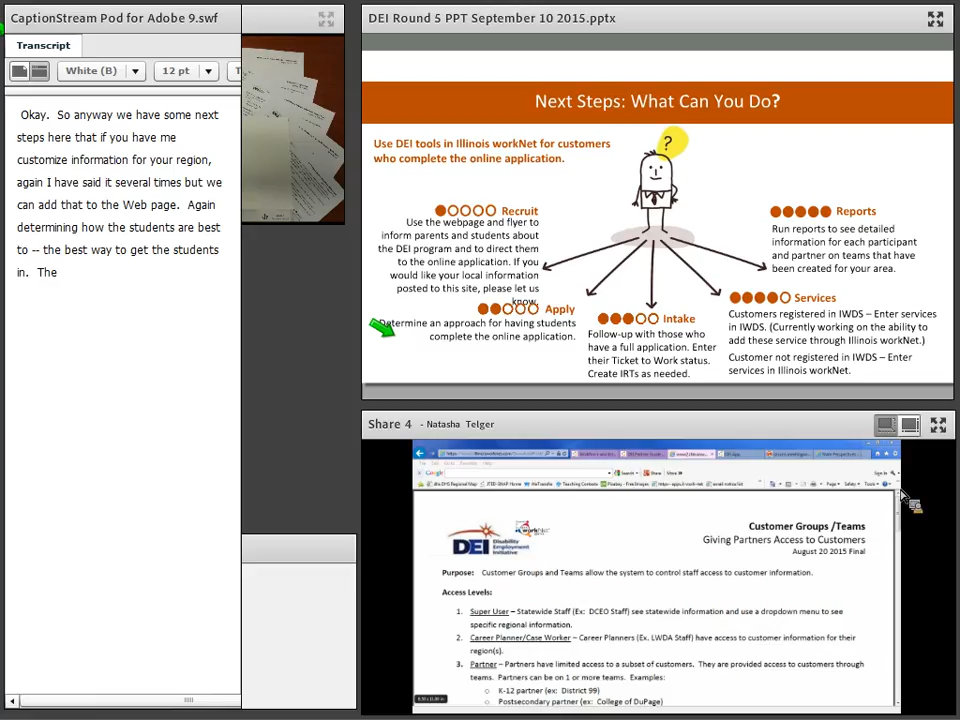 CaptionStream Pod for Adobe 9.swf
Transcript
White (B)
12 pt
T
Okay. So anyway we have some next
steps here that if you have me
customize information for your region,
again I have said it several times but we
can add that to the Web page. Again
determining how the students are best
to -- the best way to get the students
in. The
DEI Round 5 PPT September 10 2015.pptx
Next Steps: What Can You Do?
Use DEI tools in Illinois workNet for customers
who complete the online application.
?
Recruit
Use the webpage and flyer to
inform parents and students about
the DEI program and to direct them
to the online application. If you
would like your local information
posted to this site, please let us
know.
Apply
Determine an approach for having students
complete the online application.
Intake
Follow-up with those who
have a full application. Enter
their Ticket to Work status.
Create IRTs as needed.
Services
Customers registered in IWDS – Enter services
in IWDS. (Currently working on the ability to
add these service through Illinois workNet.)
Customer not registered in IWDS – Enter
services in Illinois workNet.
Reports
Run reports to see detailed
information for each participant
and partner on teams that have
been created for your area.
Share 4 - Natasha Telger
Google
Search
Share
More »
Sign In
Page
Safety
Tools
DEI
Disability
Employment
Initiative
workNet
Customer Groups /Teams
Giving Partners Access to Customers
August 20 2015 Final
Purpose: Customer Groups and Teams allow the system to control staff access to customer information.
Access Levels:
1. Super User – Statewide Staff (Ex: DCEO Staff) see statewide information and use a dropdown menu to see
specific regional information.
2. Career Planner/Case Worker – Career Planners (Ex. LWDA Staff) have access to customer information for their
region(s).
3. Partner – Partners have limited access to a subset of customers. They are provided access to customers through
teams. Partners can be on 1 or more teams. Examples:
o K-12 partner (ex: District 99)
o Postsecondary partner (ex: College of DuPage)